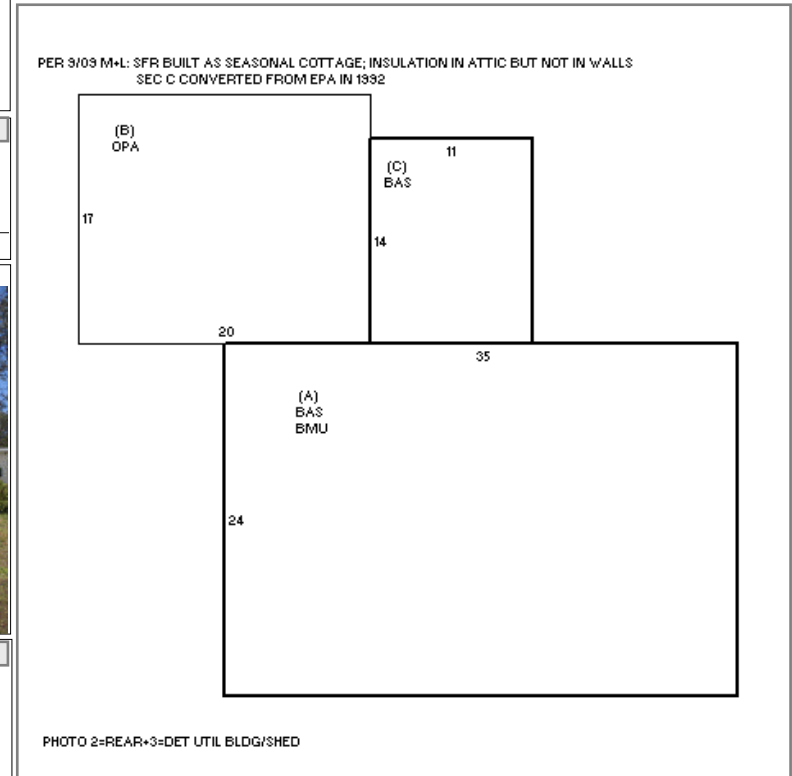 PER 9/09 M+L: SFR BUILT AS SEASONAL COTTAGE; INSULATION IN ATTIC BUT NOT IN WALLS
SEC C CONVERTED FROM EPA IN 1992
(B)
OPA
11
(C)
BAS
17
14
20
35
(A)
BAS
BMU
24
PHOTO 2=REAR+3=DET UTIL BLDG/SHED